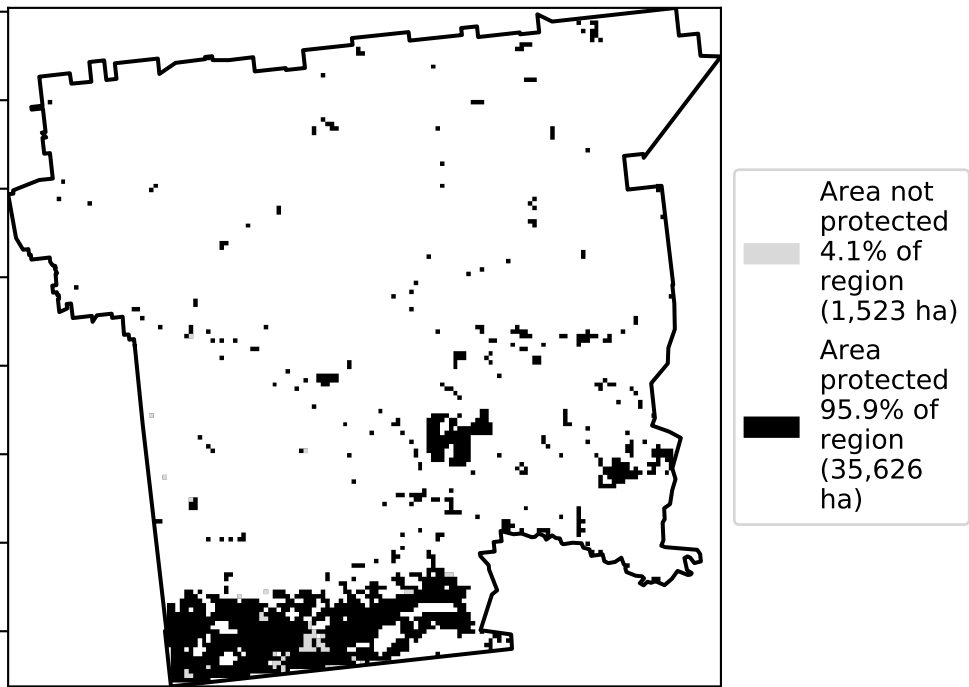 Area not
protected
4.1% of
region
(1,523 ha)
Area
protected
95.9% of
region
(35,626
ha)